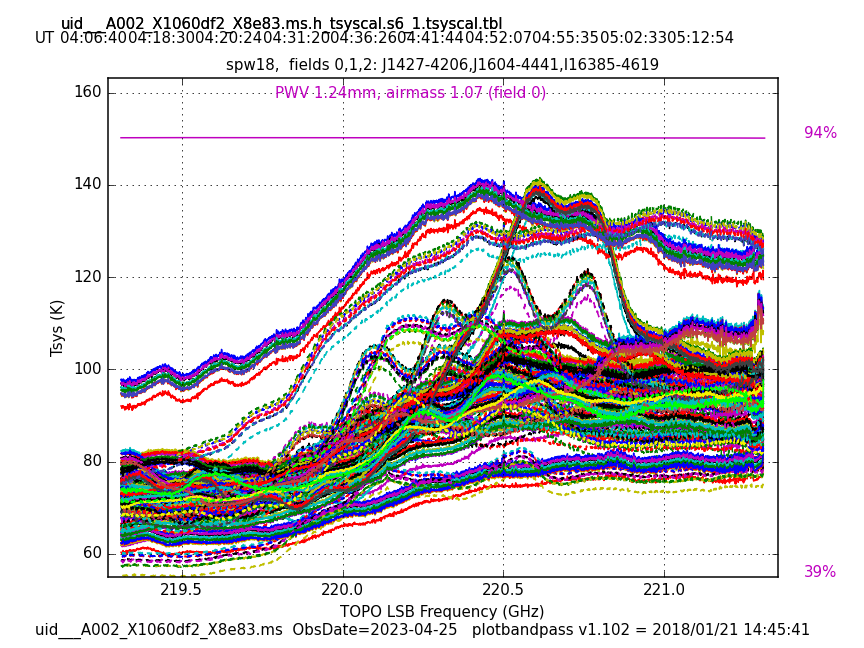 uid___A002_X1060df2_X8e83.ms.h_tsyscal.s6_1.tsyscal.tbl
UT 04:06:40 04:18:30 04:20:24 04:31:20 04:36:26 04:41:44 04:52:07 04:55:35 05:02:33 05:12:54
spw18, fields 0,1,2: J1427-4206,J1604-4441,I16385-4619
PWV 1.24mm, airmass 1.07 (field 0)
160
94%
140
120
Tsys (K)
100
80
60
39%
219.5 220.0 220.5 221.0
TOPO LSB Frequency (GHz)
uid___A002_X1060df2_X8e83.ms ObsDate=2023-04-25 plotbandpass v1.102 = 2018/01/21 14:45:41